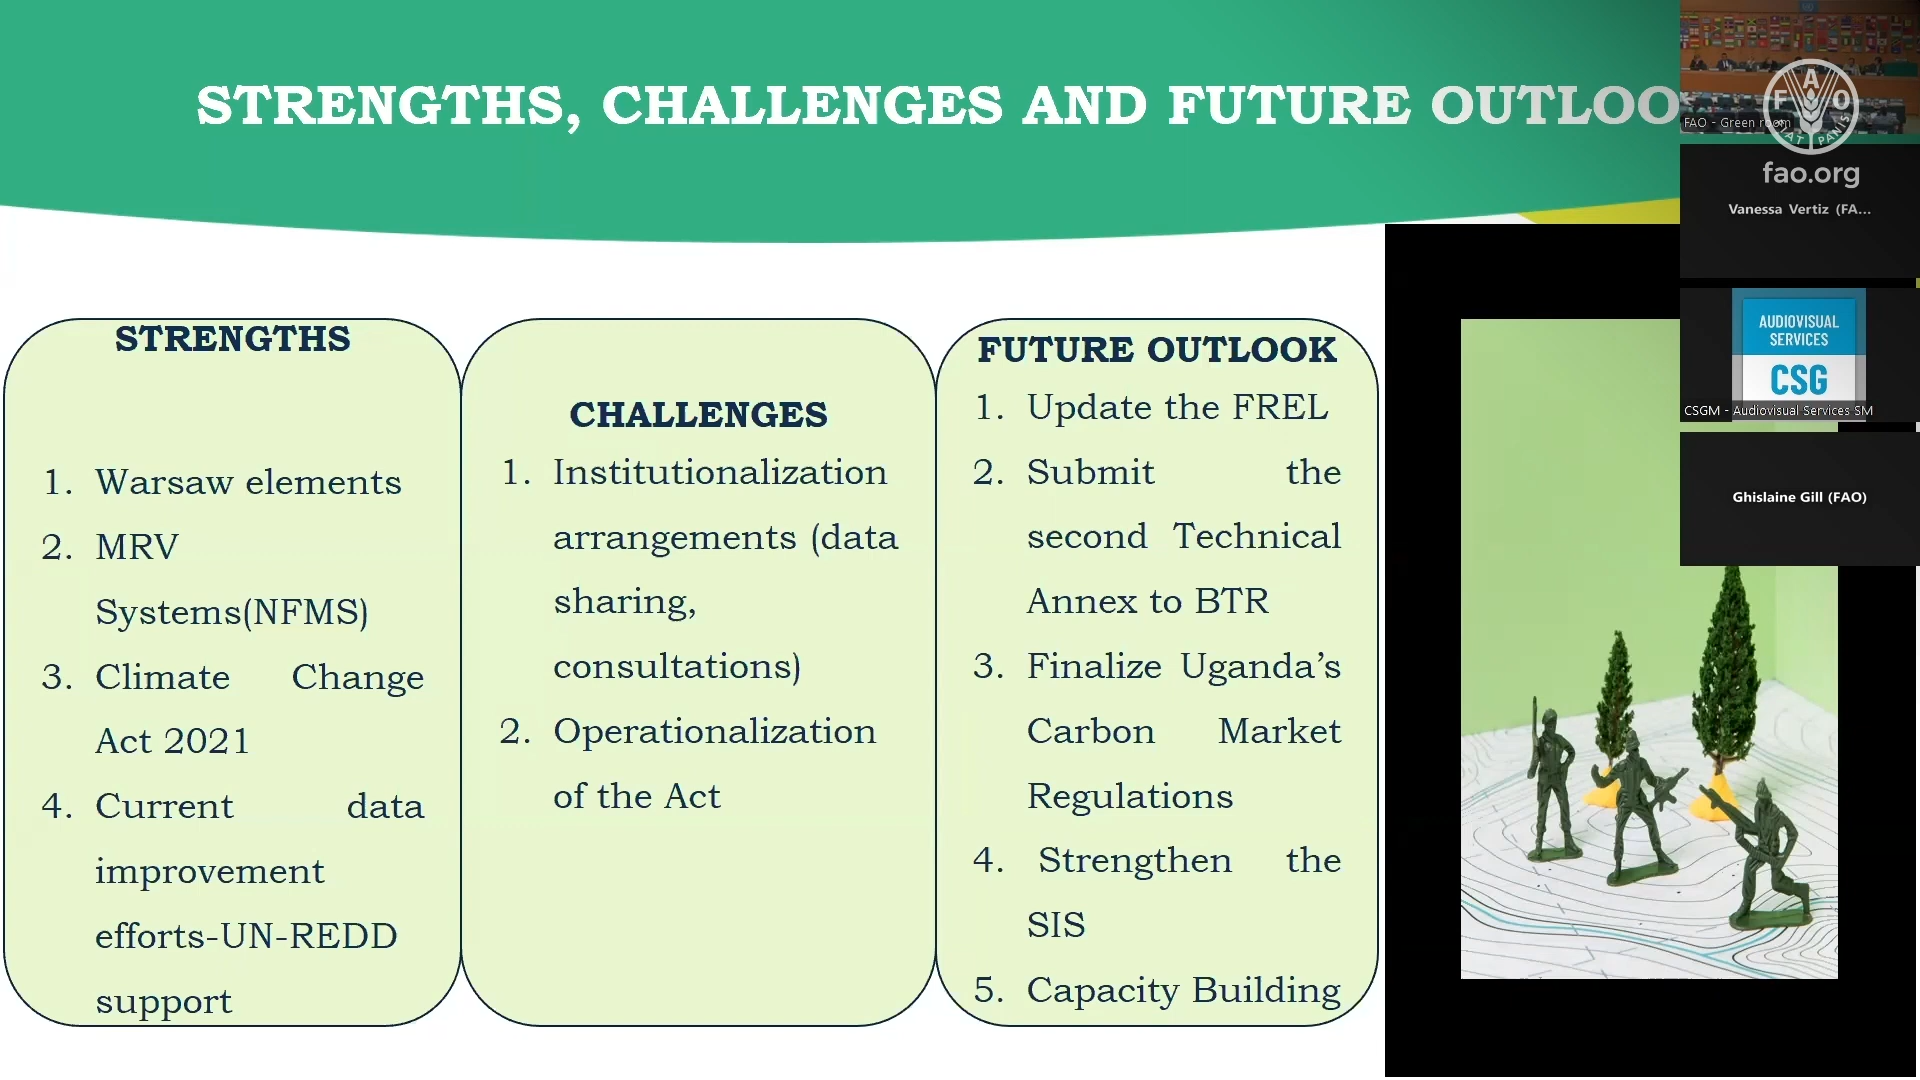 STRENGTHS, CHALLENGES AND FUTURE OUTLOO
FAO - Green room
F A O
FIAT PANIS
fao.org
Vanessa Vertiz (FA...
AUDIOVISUAL
SERVICES
CSG
CSGM - Audiovisual Services SM
Ghislaine Gill (FAO)
STRENGTHS
1. Warsaw elements
2. MRV
Systems(NFMS)
3. Climate Change
Act 2021
4. Current data
improvement
efforts-UN-REDD
support
CHALLENGES
1. Institutionalization
arrangements (data
sharing,
consultations)
2. Operationalization
of the Act
FUTURE OUTLOOK
1. Update the FREL
2. Submit the
second Technical
Annex to BTR
3. Finalize Uganda's
Carbon Market
Regulations
4. Strengthen the
SIS
5. Capacity Building